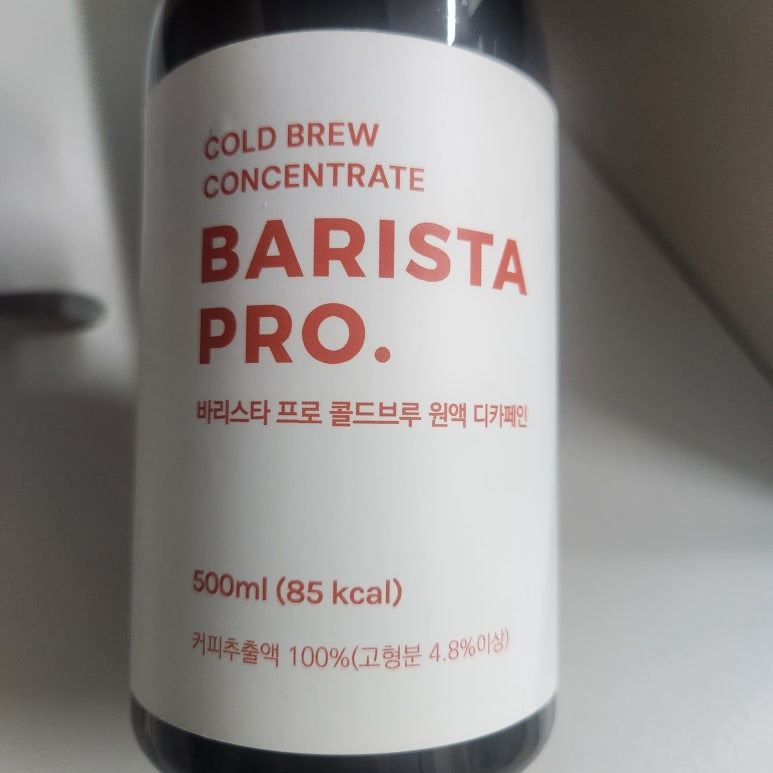 COLD BREW
CONCENTRATE
BARISTA
PRO.
바리스타 프로 콜드브루 원액 디카페인
500ml (85 kcal)
커피추출액 100%(고형분 4.8%이상)